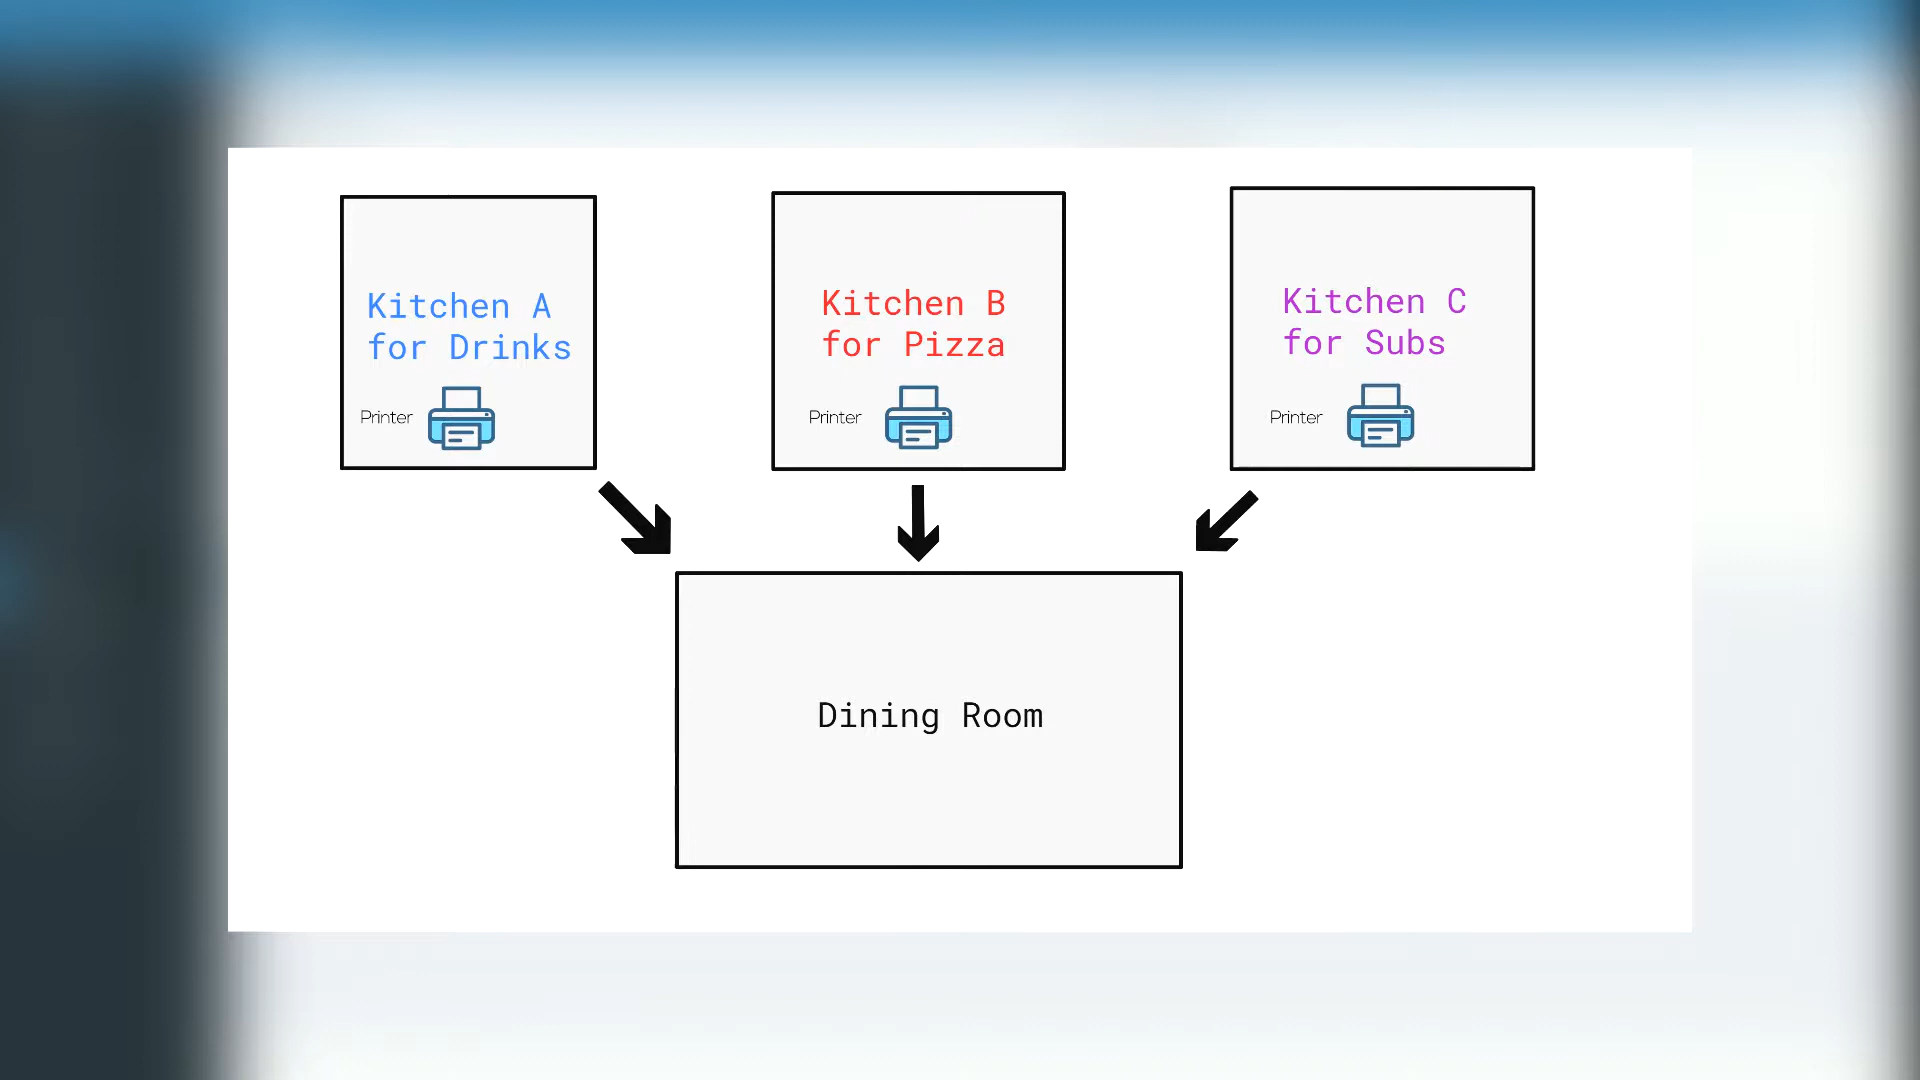 Kitchen A
for Drinks
Printer
Kitchen B
for Pizza
Printer
Kitchen C
for Subs
Printer
Dining Room